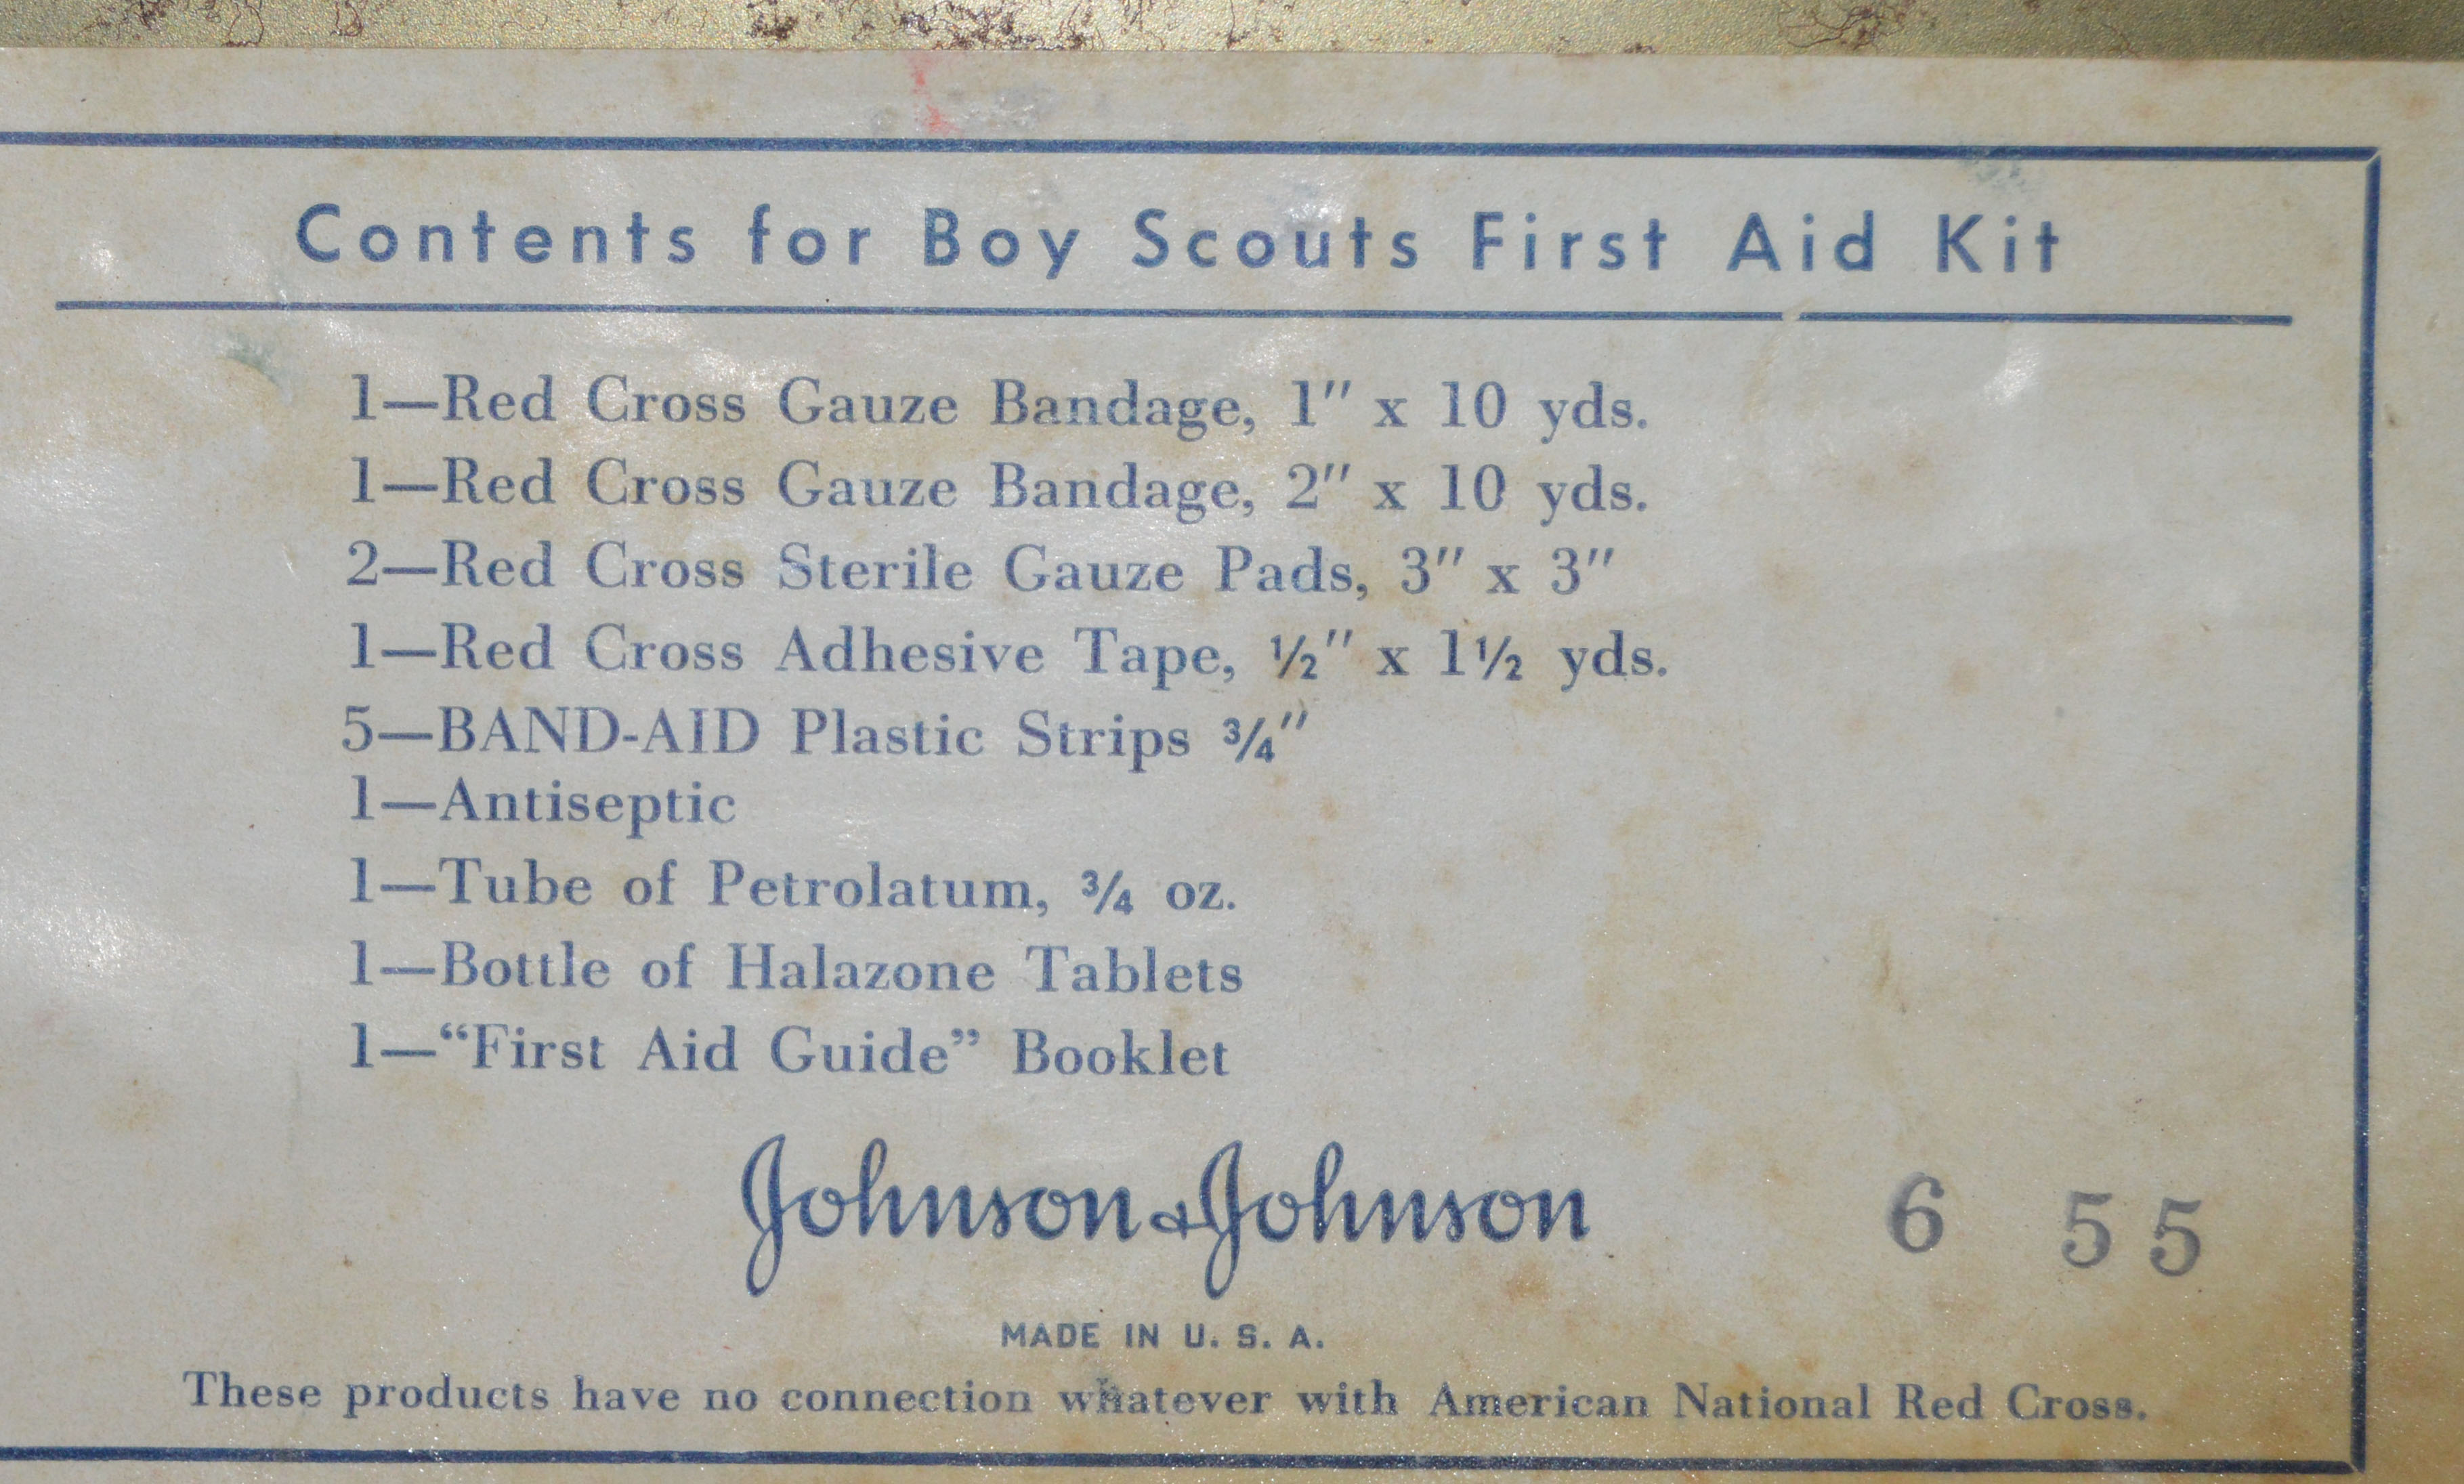 Contents for Boy Scouts First Aid Kit
1—Red Cross Gauze Bandage, 1″ x 10 yds.
1—Red Cross Gauze Bandage, 2″ x 10 yds.
2—Red Cross Sterile Gauze Pads, 3″ x 3″
1—Red Cross Adhesive Tape, ½″ x 1½ yds.
5—BAND-AID Plastic Strips ¾″
1—Antiseptic
1—Tube of Petrolatum, ¾ oz.
1—Bottle of Halazone Tablets
1—“First Aid Guide” Booklet
Johnson & Johnson 6 55
MADE IN U. S. A.
These products have no connection whatever with American National Red Cross.